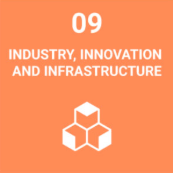 09
INDUSTRY, INNOVATION
AND INFRASTRUCTURE